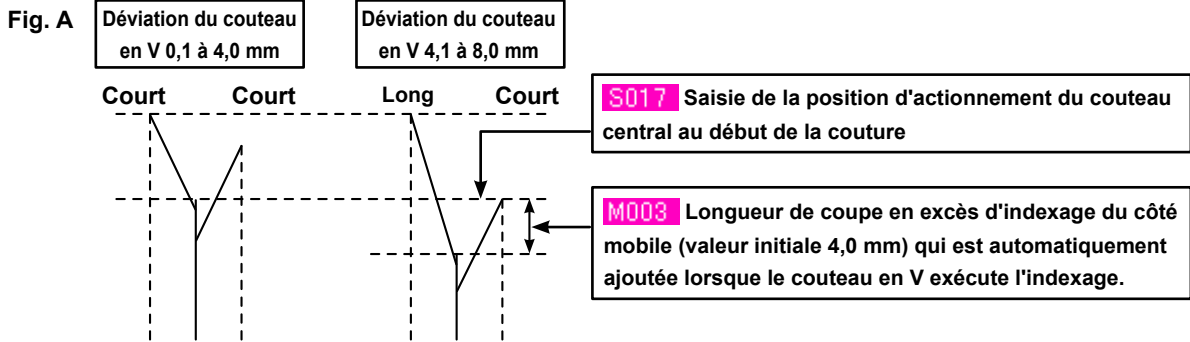 Fig. A
Déviation du couteau
en V 0,1 à 4,0 mm
Déviation du couteau
en V 4,1 à 8,0 mm
Court Court Long Court
S017 Saisie de la position d'actionnement du couteau
central au début de la couture
M003 Longueur de coupe en excès d'indexage du côté
mobile (valeur initiale 4,0 mm) qui est automatiquement
ajoutée lorsque le couteau en V exécute l'indexage.